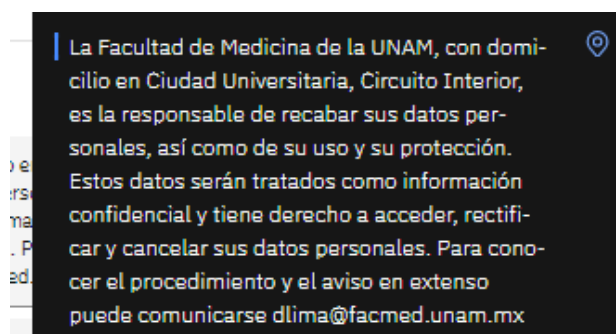 La Facultad de Medicina de la UNAM, con domi-
cilio en Ciudad Universitaria, Circuito Interior,
es la responsable de recabar sus datos per-
sonales, así como de su uso y su protección.
Estos datos serán tratados como información
confidencial y tiene derecho a acceder, rectifi-
car y cancelar sus datos personales. Para cono-
cer el procedimiento y el aviso en extenso
puede comunicarse dlima@facmed.unam.mx